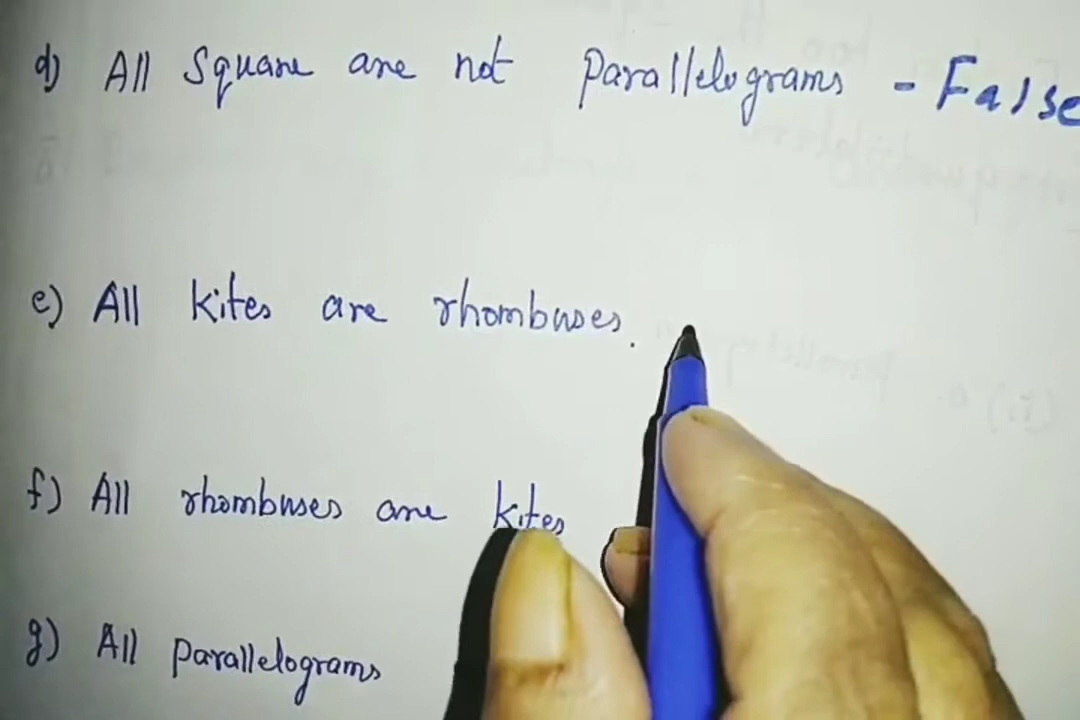 d) All Square are not Parallelograms - False
e) All kites are rhombuses.
f) All rhombuses are kites
g) All Parallelograms